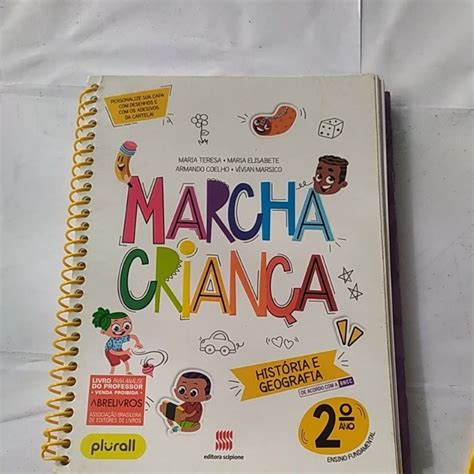 PERSONALIZE SUA CAPA
COM DESENHOS E
COM OS ADESIVOS
DA CARTELA!
MARIA TERESA • MARIA ELISABETE
ARMANDO COELHO • VÍVIAN MARSICO
MARCHA
CRIANÇA
HISTÓRIA E
GEOGRAFIA
DE ACORDO COM A BNCC
2º ANO
ENSINO FUNDAMENTAL
LIVRO PARA ANÁLISE
DO PROFESSOR
• VENDA PROIBIDA •
ABRELIVROS
ASSOCIAÇÃO BRASILEIRA
DE EDITORES DE LIVROS
plurall
editora scipione